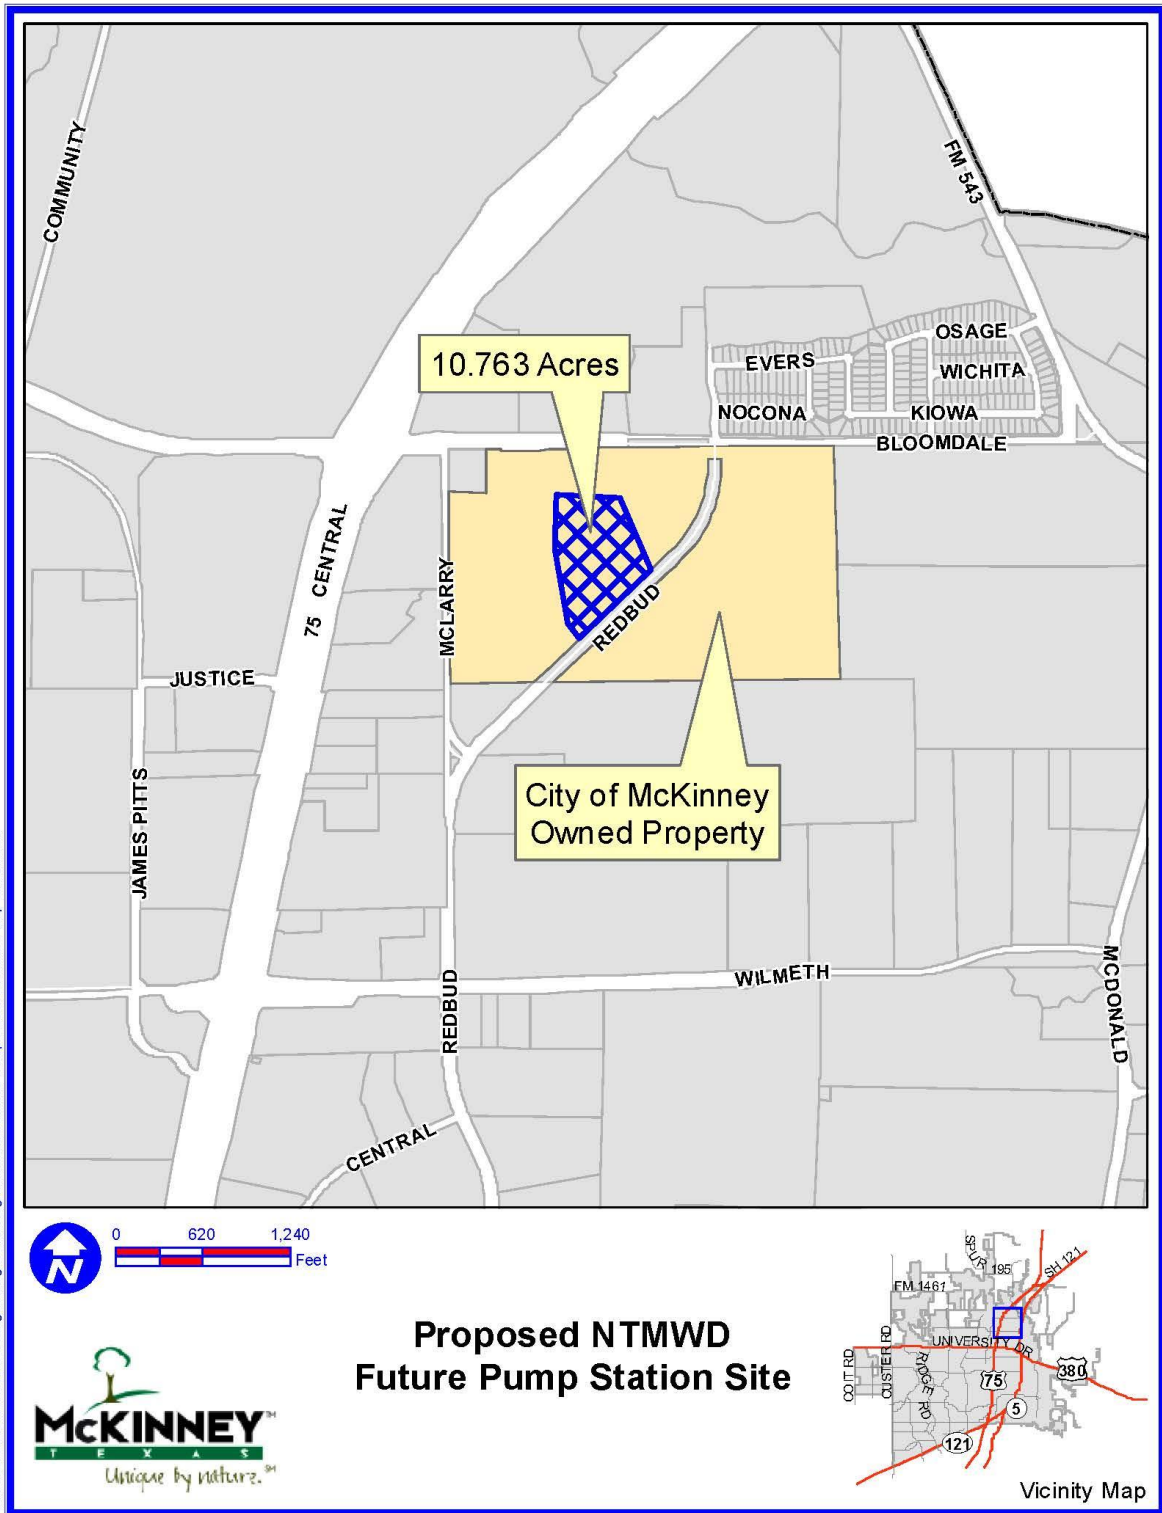 COMMUNITY
FM 543
10.763 Acres
OSAGE
EVERS
WICHITA
NOCONA
KIOWA
BLOOMDALE
75 CENTRAL
MCLARRY
REDBUD
JUSTICE
JAMES PITTS
City of McKinney
Owned Property
WILMETH
MCDONALD
REDBUD
CENTRAL
N
0 620 1,240
Feet
Proposed NTMWD
Future Pump Station Site
McKINNEY™
TEXAS
Unique by nature.℠
SPUR 195
SH 121
FM 1461
UNIVERSITY DR
COIT RD
CUSTER RD
RIDGE RD
75
380
5
121
Vicinity Map